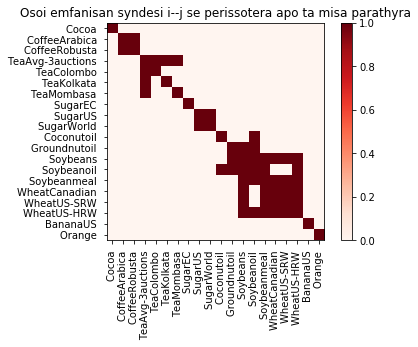 Osoi emfanisan syndesi i--j se perissotera apo ta misa parathyra
Cocoa
CoffeeArabica
CoffeeRobusta
TeaAvg-3auctions
TeaColombo
TeaKolkata
TeaMombasa
SugarEC
SugarUS
SugarWorld
Coconutoil
Groundnutoil
Soybeans
Soybeanoil
Soybeanmeal
WheatCanadian
WheatUS-SRW
WheatUS-HRW
BananaUS
Orange
Cocoa
CoffeeArabica
CoffeeRobusta
TeaAvg-3auctions
TeaColombo
TeaKolkata
TeaMombasa
SugarEC
SugarUS
SugarWorld
Coconutoil
Groundnutoil
Soybeans
Soybeanoil
Soybeanmeal
WheatCanadian
WheatUS-SRW
WheatUS-HRW
BananaUS
Orange
1.0
0.8
0.6
0.4
0.2
0.0